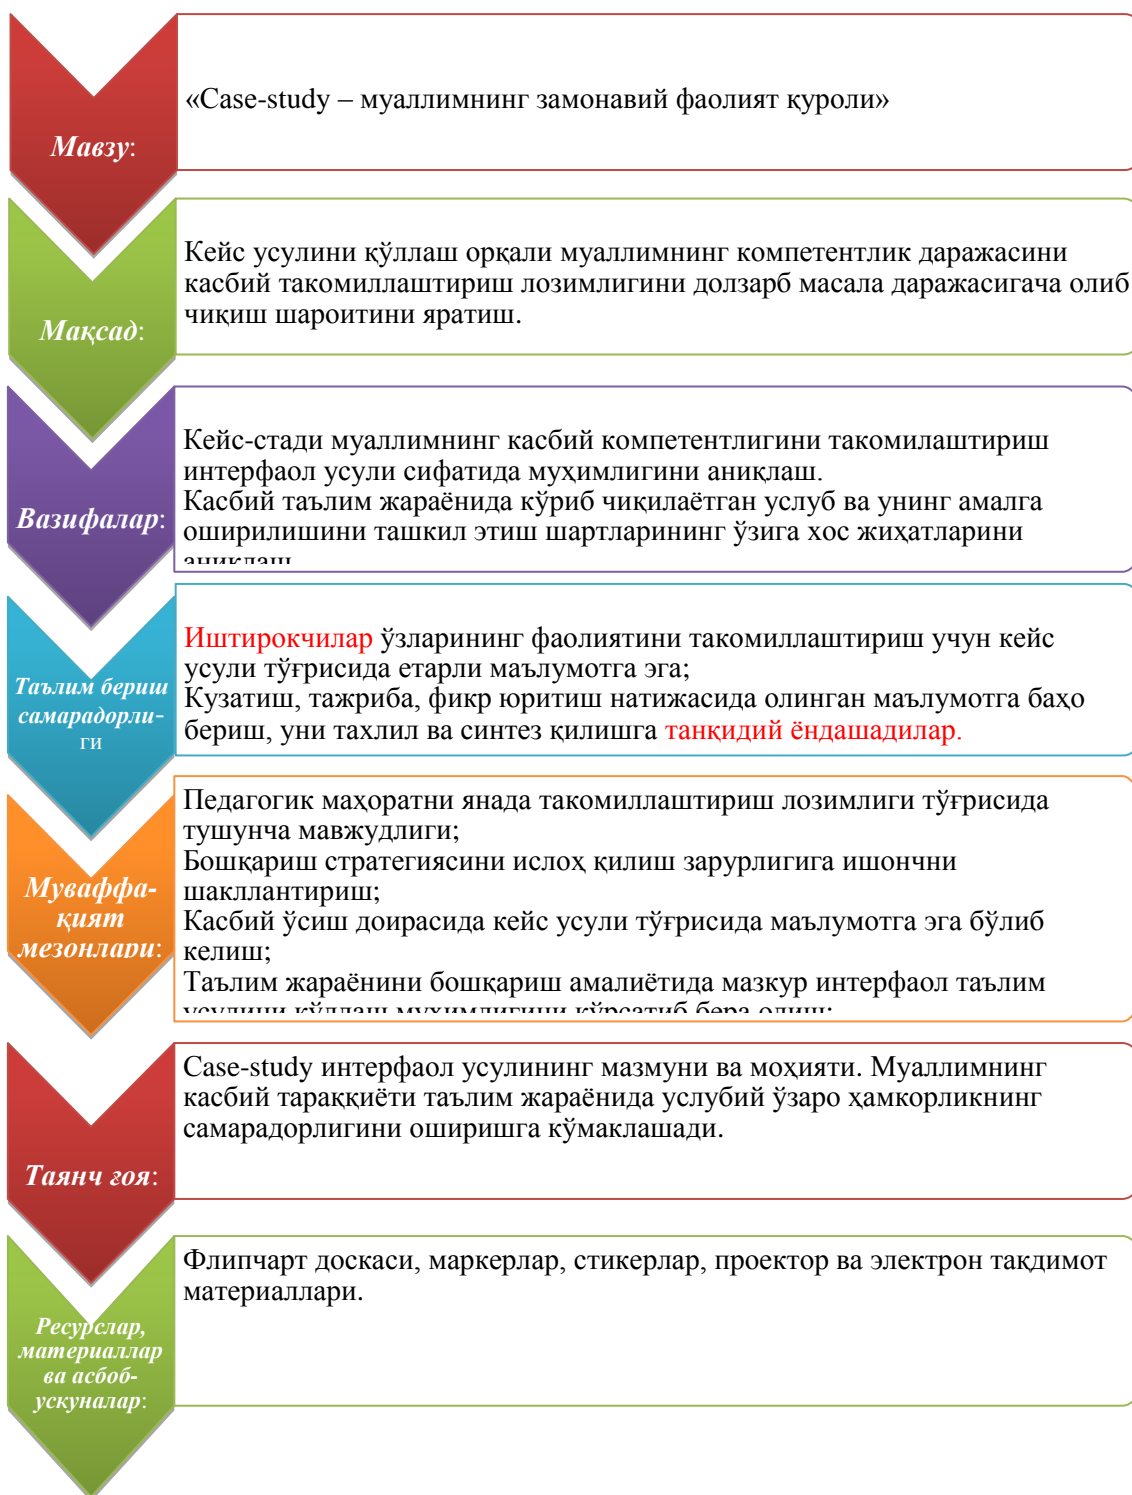 Мавзу:
«Case-study – муаллимнинг замонавий фаолият қуроли»
Мақсад:
Кейс усулини қўллаш орқали муаллимнинг компетентлик даражасини
касбий такомиллаштириш лозимлигини долзарб масала даражасигача олиб
чиқиш шароитини яратиш.
Вазифалар:
Кейс-стади муаллимнинг касбий компетентлигини такомилаштириш
интерфаол усули сифатида муҳимлигини аниқлаш.
Касбий таълим жараёнида кўриб чиқилаётган услуб ва унинг амалга
оширилишини ташкил этиш шартларининг ўзига хос жиҳатларини
аниқлаш
Таълим бериш
самарадорли-
ги
Иштирокчилар ўзларининг фаолиятини такомиллаштириш учун кейс
усули тўғрисида етарли маълумотга эга;
Кузатиш, тажриба, фикр юритиш натижасида олинган маълумотга баҳо
бериш, уни тахлил ва синтез қилишга танқидий ёндашадилар.
Муваффа-
қият
мезонлари:
Педагогик маҳоратни янада такомиллаштириш лозимлиги тўғрисида
тушунча мавжудлиги;
Бошқариш стратегиясини ислоҳ қилиш зарурлигига ишончни
шакллантириш;
Касбий ўсиш доирасида кейс усули тўғрисида маълумотга эга бўлиб
келиш;
Таълим жараёнини бошқариш амалиётида мазкур интерфаол таълим
усулини қўллаш муҳимлигини кўрсатиб бера олиш;
Таянч ғоя:
Case-study интерфаол усулининг мазмуни ва моҳияти. Муаллимнинг
касбий тараққиёти таълим жараёнида услубий ўзаро ҳамкорликнинг
самарадорлигини оширишга кўмаклашади.
Ресурслар,
материаллар
ва асбоб-
ускуналар:
Флипчарт доскаси, маркерлар, стикерлар, проектор ва электрон тақдимот
материаллари.